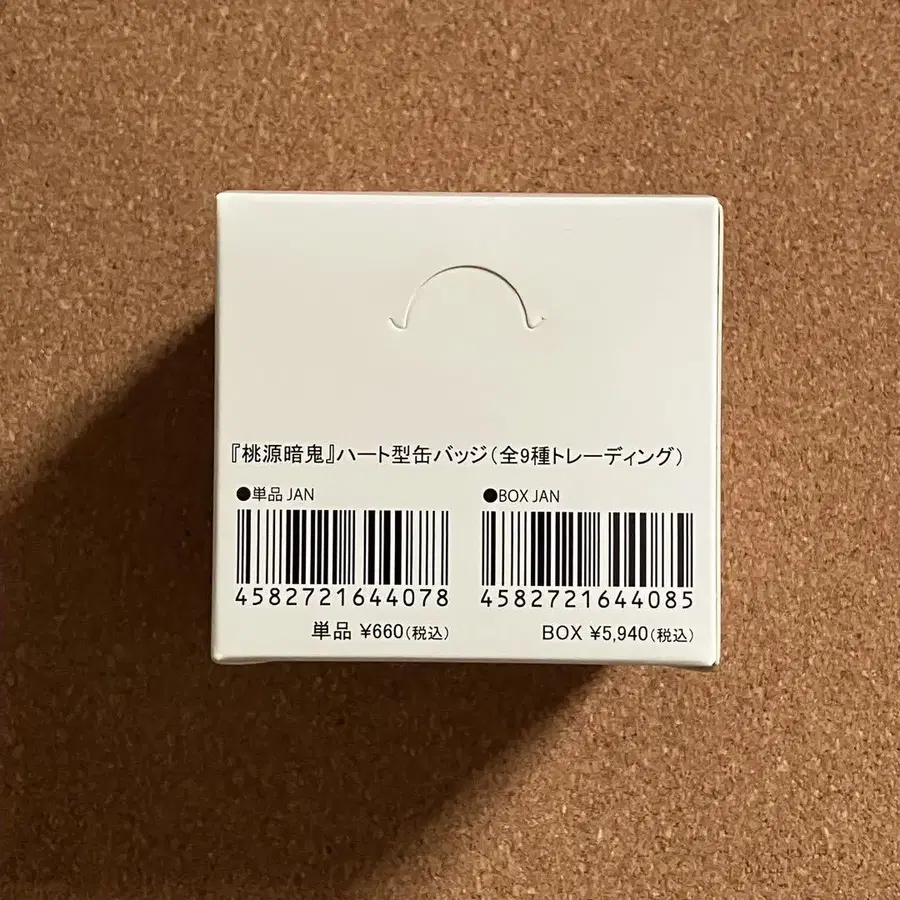 『桃源暗鬼』ハート型缶バッジ(全9種トレーディング)
●単品 JAN
4582721644078
単品 ¥660(税込)
●BOX JAN
4582721644085
BOX ¥5,940(税込)